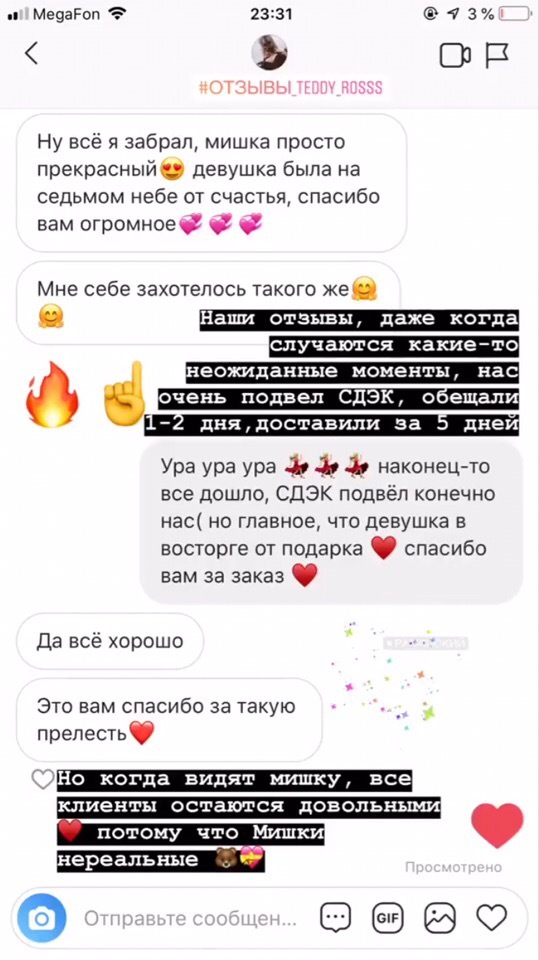 MegaFon 23:31 3 %
#ОТЗЫВЫ_TEDDY_ROSSS
Ну всё я забрал, мишка просто
прекрасный😍 девушка была на
седьмом небе от счастья, спасибо
вам огромное💞💞💞
Мне себе захотелось такого же🤗
🤗
Наши отзывы, даже когда
случаются какие-то
неожиданные моменты, нас
очень подвел СДЭК, обещали
1-2 дня,доставили за 5 дней
Ура ура ура 💃💃💃 наконец-то
все дошло, СДЭК подвёл конечно
нас( но главное, что девушка в
восторге от подарка ♥️ спасибо
вам за заказ ♥️
Да всё хорошо
Это вам спасибо за такую
прелесть❤️
Но когда видят мишку, все
клиенты остаются довольными
♥️ потому что Мишки
нереальные 🐻💝
Просмотрено
Отправьте сообщен...
GIF